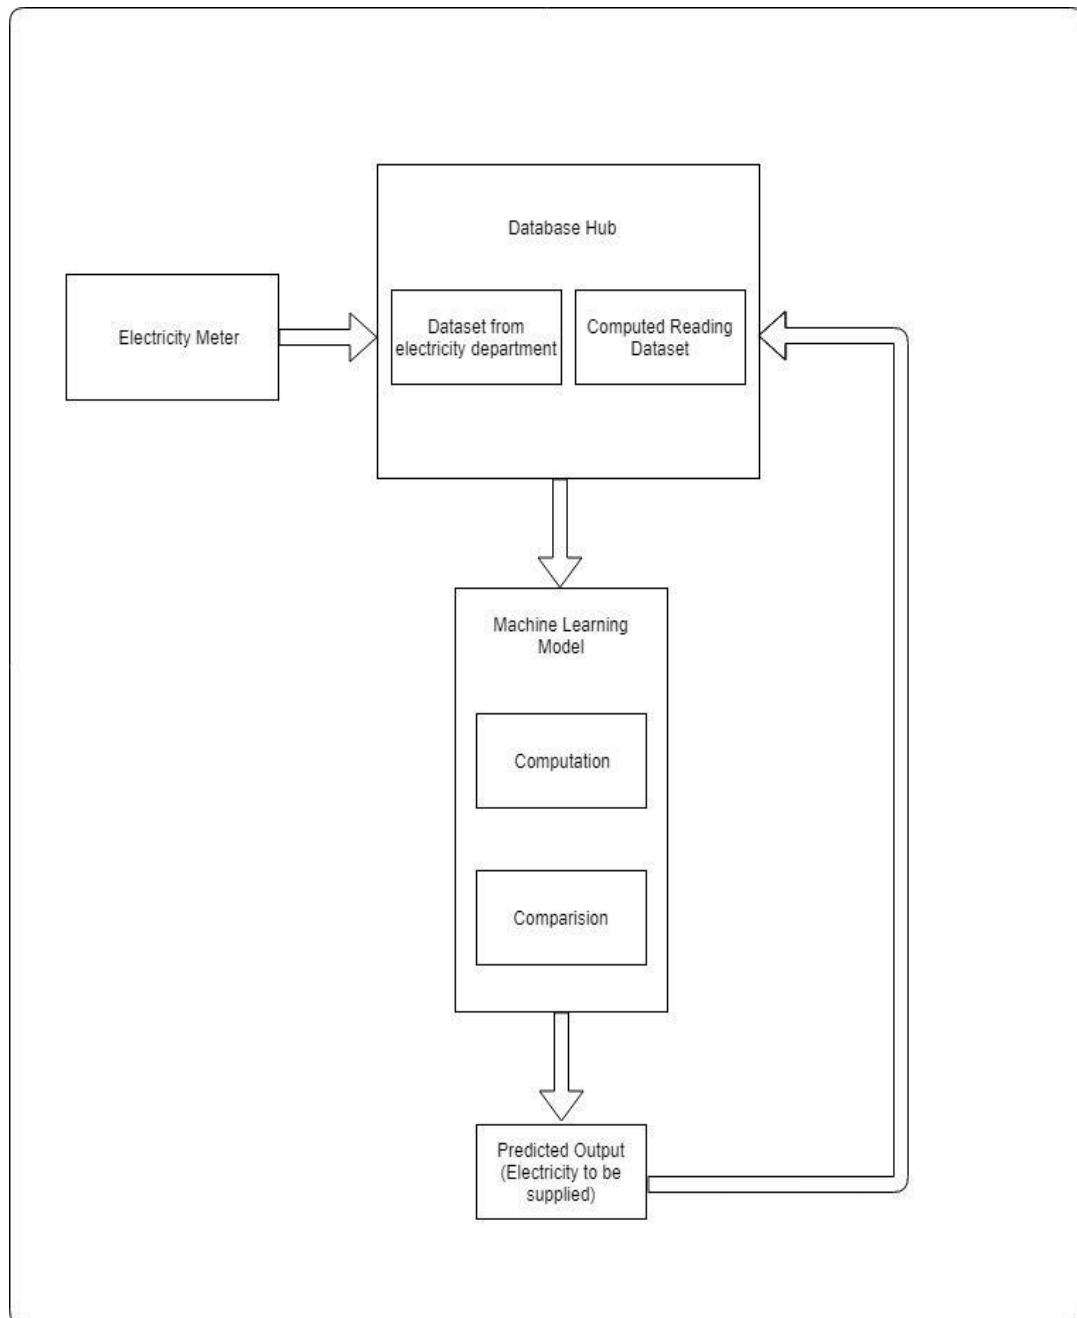 Database Hub
Electricity Meter
Dataset from
electricity department
Computed Reading
Dataset
Machine Learning
Model
Computation
Comparision
Predicted Output
(Electricity to be
supplied)